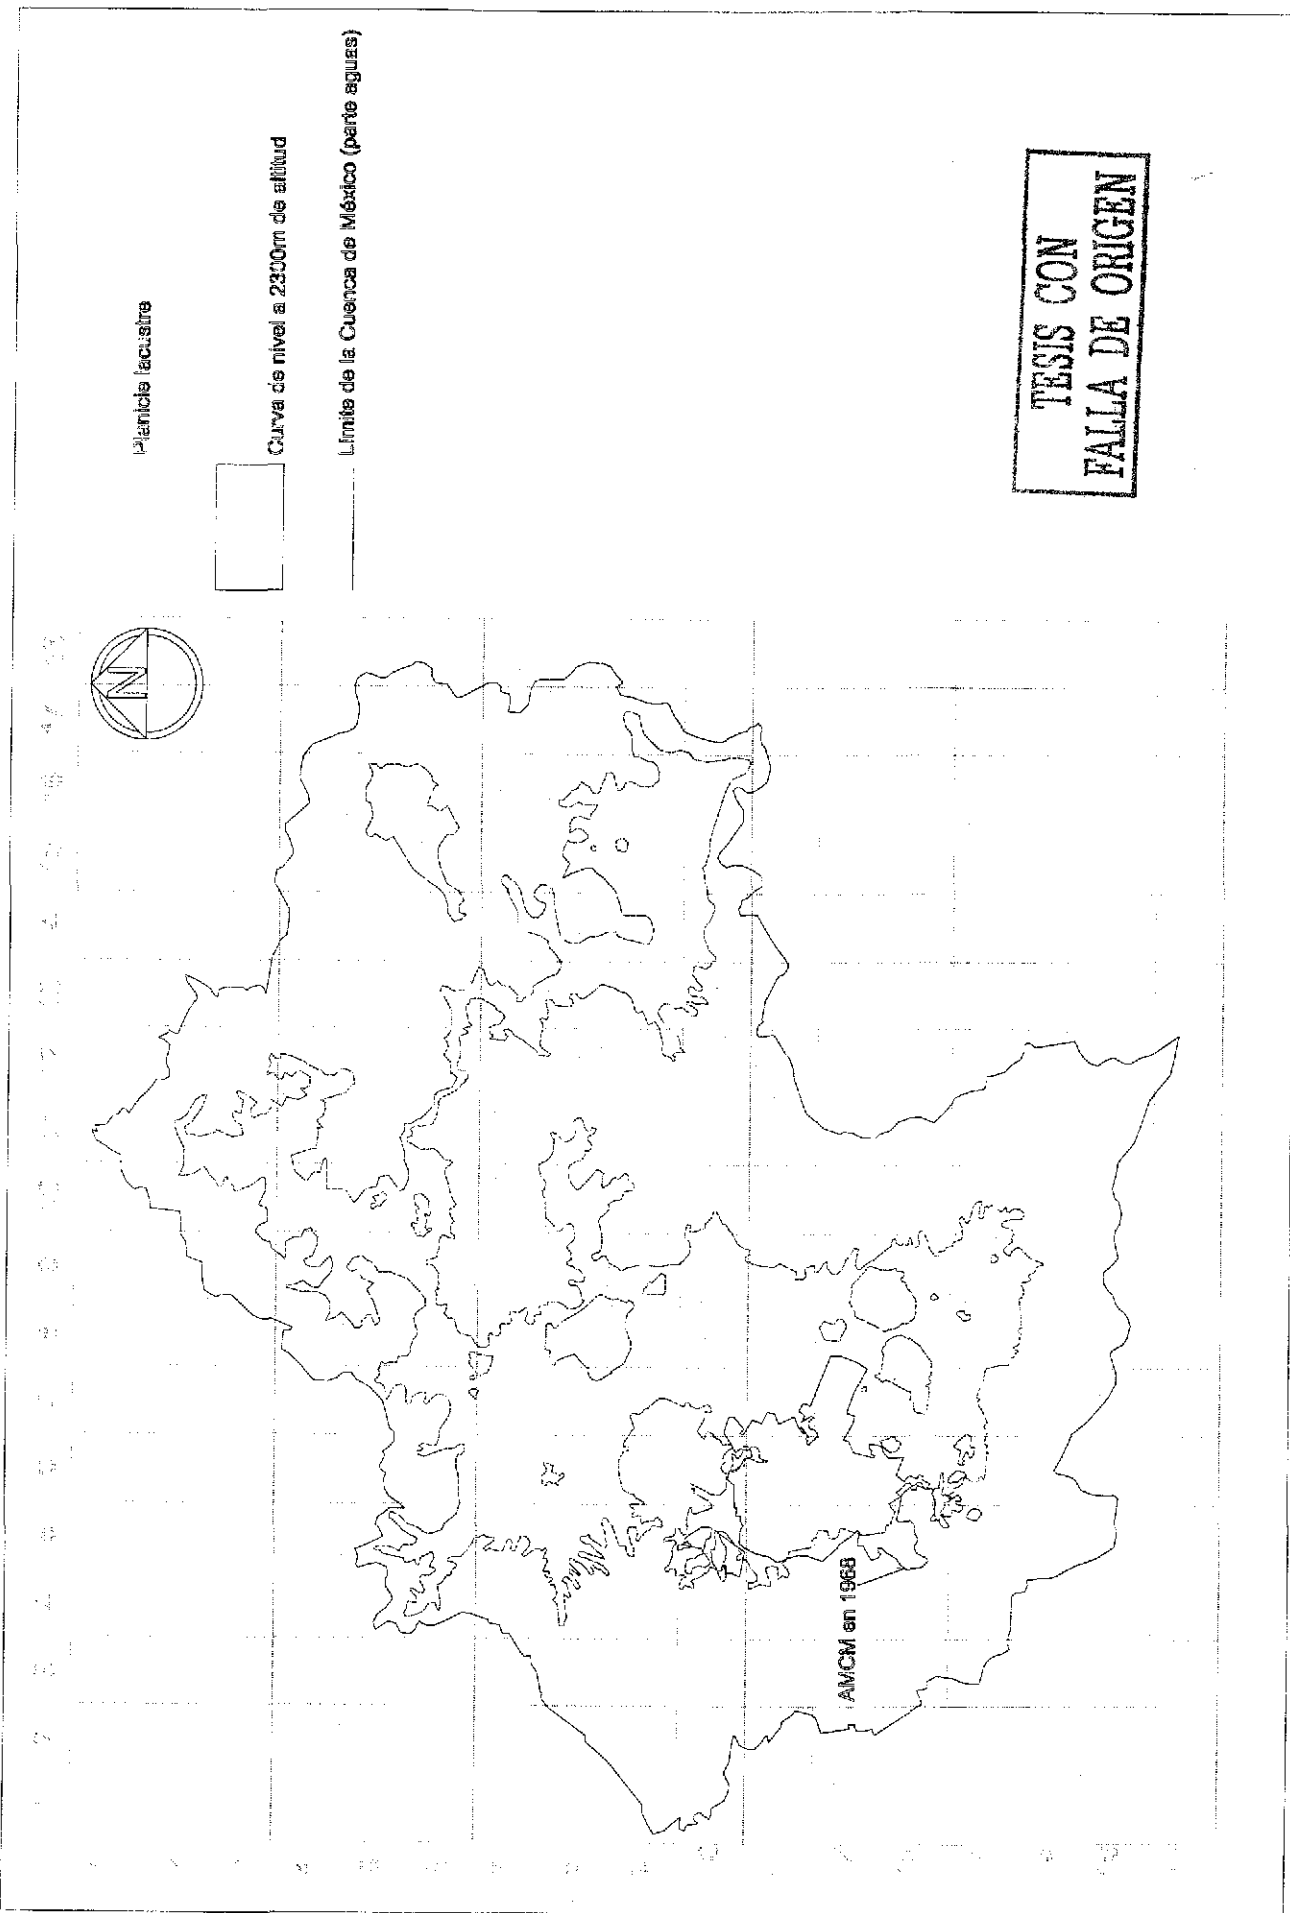 Planicie lacustre
Curva de nivel a 2300m de altitud
Límite de la Cuenca de México (parte aguas)
N
AMCM en 1968
TESIS CON
FALLA DE ORIGEN